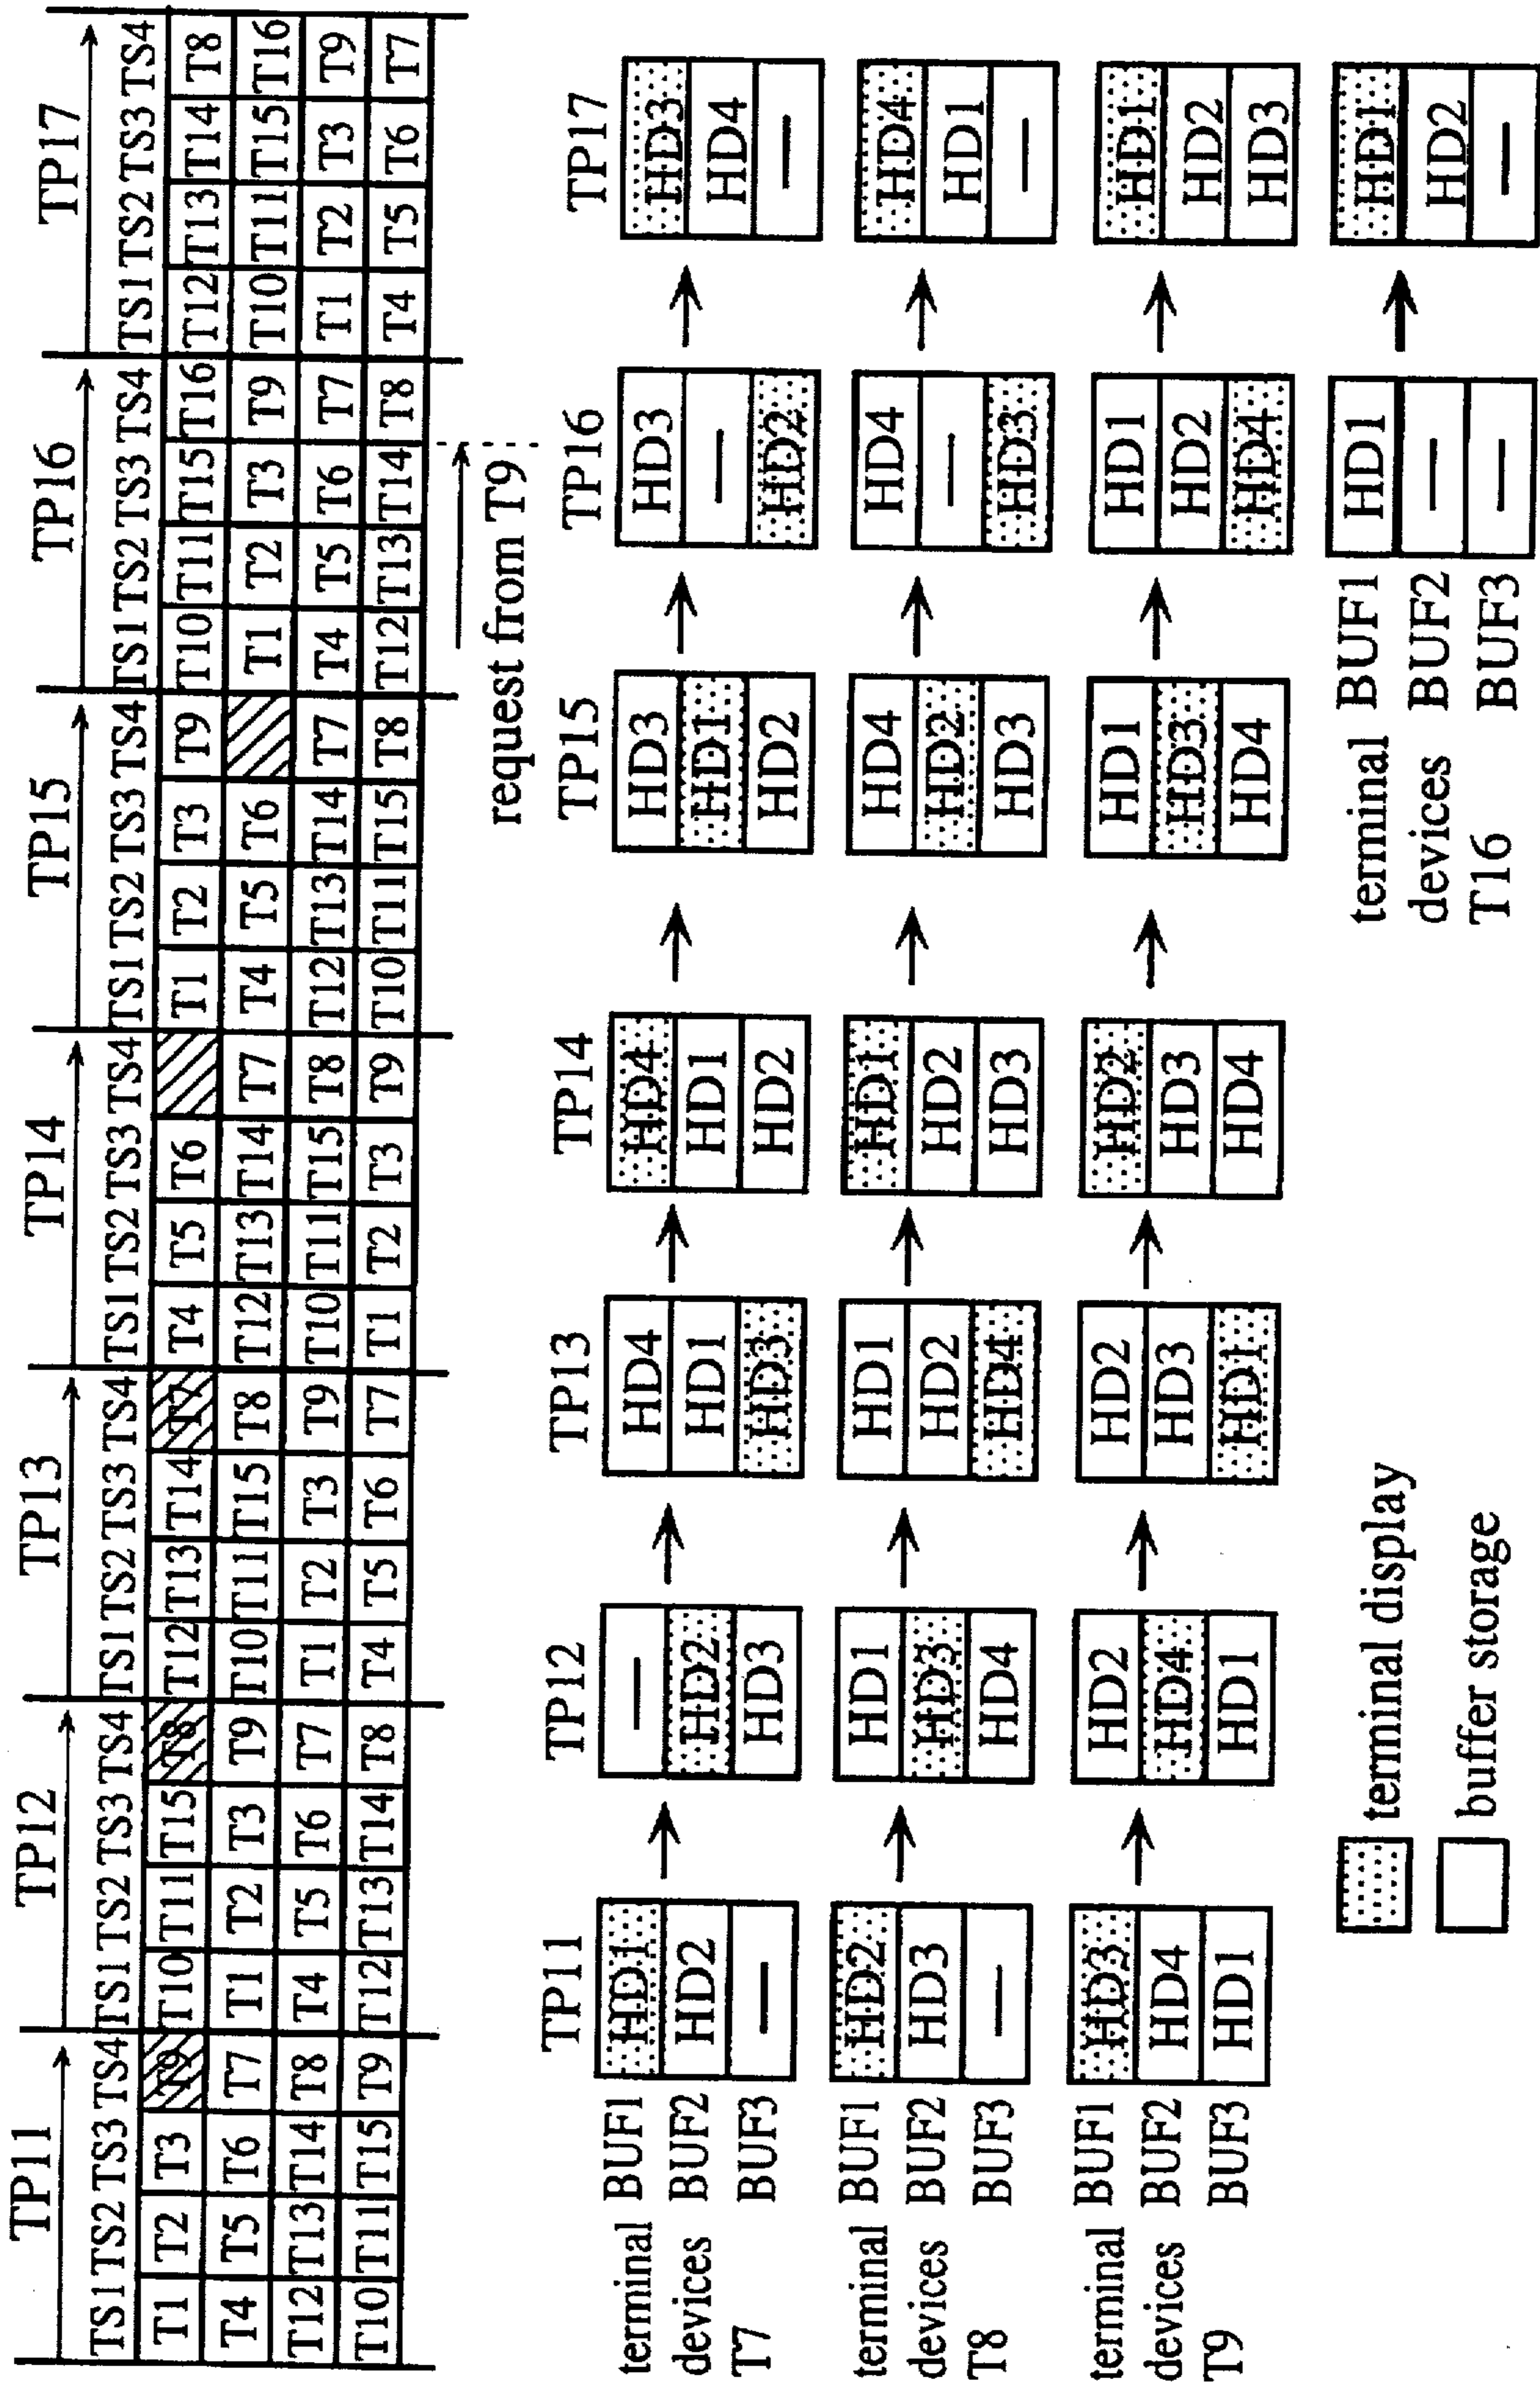 TP11 TP12 TP13 TP14 TP15 TP16 TP17
TS1 TS2 TS3 TS4 TS1 TS2 TS3 TS4 TS1 TS2 TS3 TS4 TS1 TS2 TS3 TS4 TS1 TS2 TS3 TS4 TS1 TS2 TS3 TS4 TS1 TS2 TS3 TS4
T1 T2 T3 T9 T10 T11 T15 T8 T12 T13 T14 T7 T4 T5 T6 T1 T2 T3 T9 T10 T11 T15 T16 T12 T13 T14 T8
T4 T5 T6 T7 T1 T2 T3 T9 T10 T11 T15 T8 T12 T13 T14 T7 T4 T5 T6 T1 T2 T3 T9 T10 T11 T15 T16
T12 T13 T14 T8 T4 T5 T6 T7 T1 T2 T3 T9 T10 T11 T15 T8 T12 T13 T14 T7 T4 T5 T6 T7 T1 T2 T3 T9
T10 T11 T15 T9 T12 T13 T14 T8 T4 T5 T6 T7 T1 T2 T3 T9 T10 T11 T15 T8 T12 T13 T14 T8 T4 T5 T6 T7
request from T9
TP11 TP12 TP13 TP14 TP15 TP16 TP17
terminal BUF1 HD1 — HD4 HD4 HD3 HD3 HD3
devices BUF2 HD2 HD2 HD1 HD1 HD1 — HD4
T7 BUF3 — HD3 HD3 HD2 HD2 HD2 —
terminal BUF1 HD2 HD1 HD1 HD1 HD4 HD4 HD4
devices BUF2 HD3 HD3 HD2 HD2 HD2 — HD1
T8 BUF3 — HD4 HD4 HD3 HD3 HD3 —
terminal BUF1 HD3 HD2 HD2 HD2 HD1 HD1 HD1
devices BUF2 HD4 HD4 HD3 HD3 HD3 HD2 HD2
T9 BUF3 HD1 HD1 HD1 HD4 HD4 HD4 HD3
terminal BUF1 HD1 HD1
devices BUF2 — HD2
T16 BUF3 — —
terminal display
buffer storage